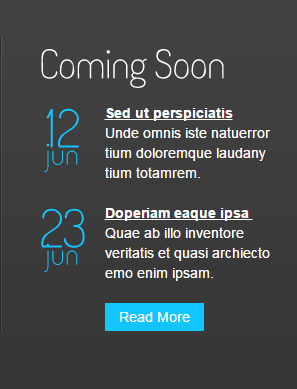 Coming Soon
12
jun
Sed ut perspiciatis
Unde omnis iste natuerror
tium doloremque laudany
tium totamrem.
23
jun
Doperiam eaque ipsa
Quae ab illo inventore
veritatis et quasi archiecto
emo enim ipsam.
Read More